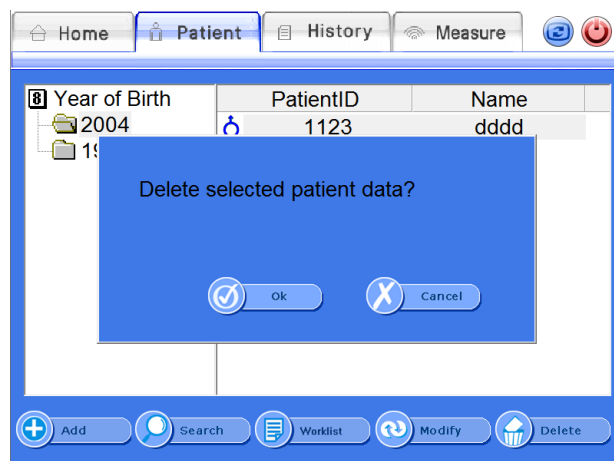 Home Patient History Measure
8 Year of Birth PatientID Name
2004 1123 dddd
Delete selected patient data?
Ok Cancel
Add Search Worklist Modify Delete